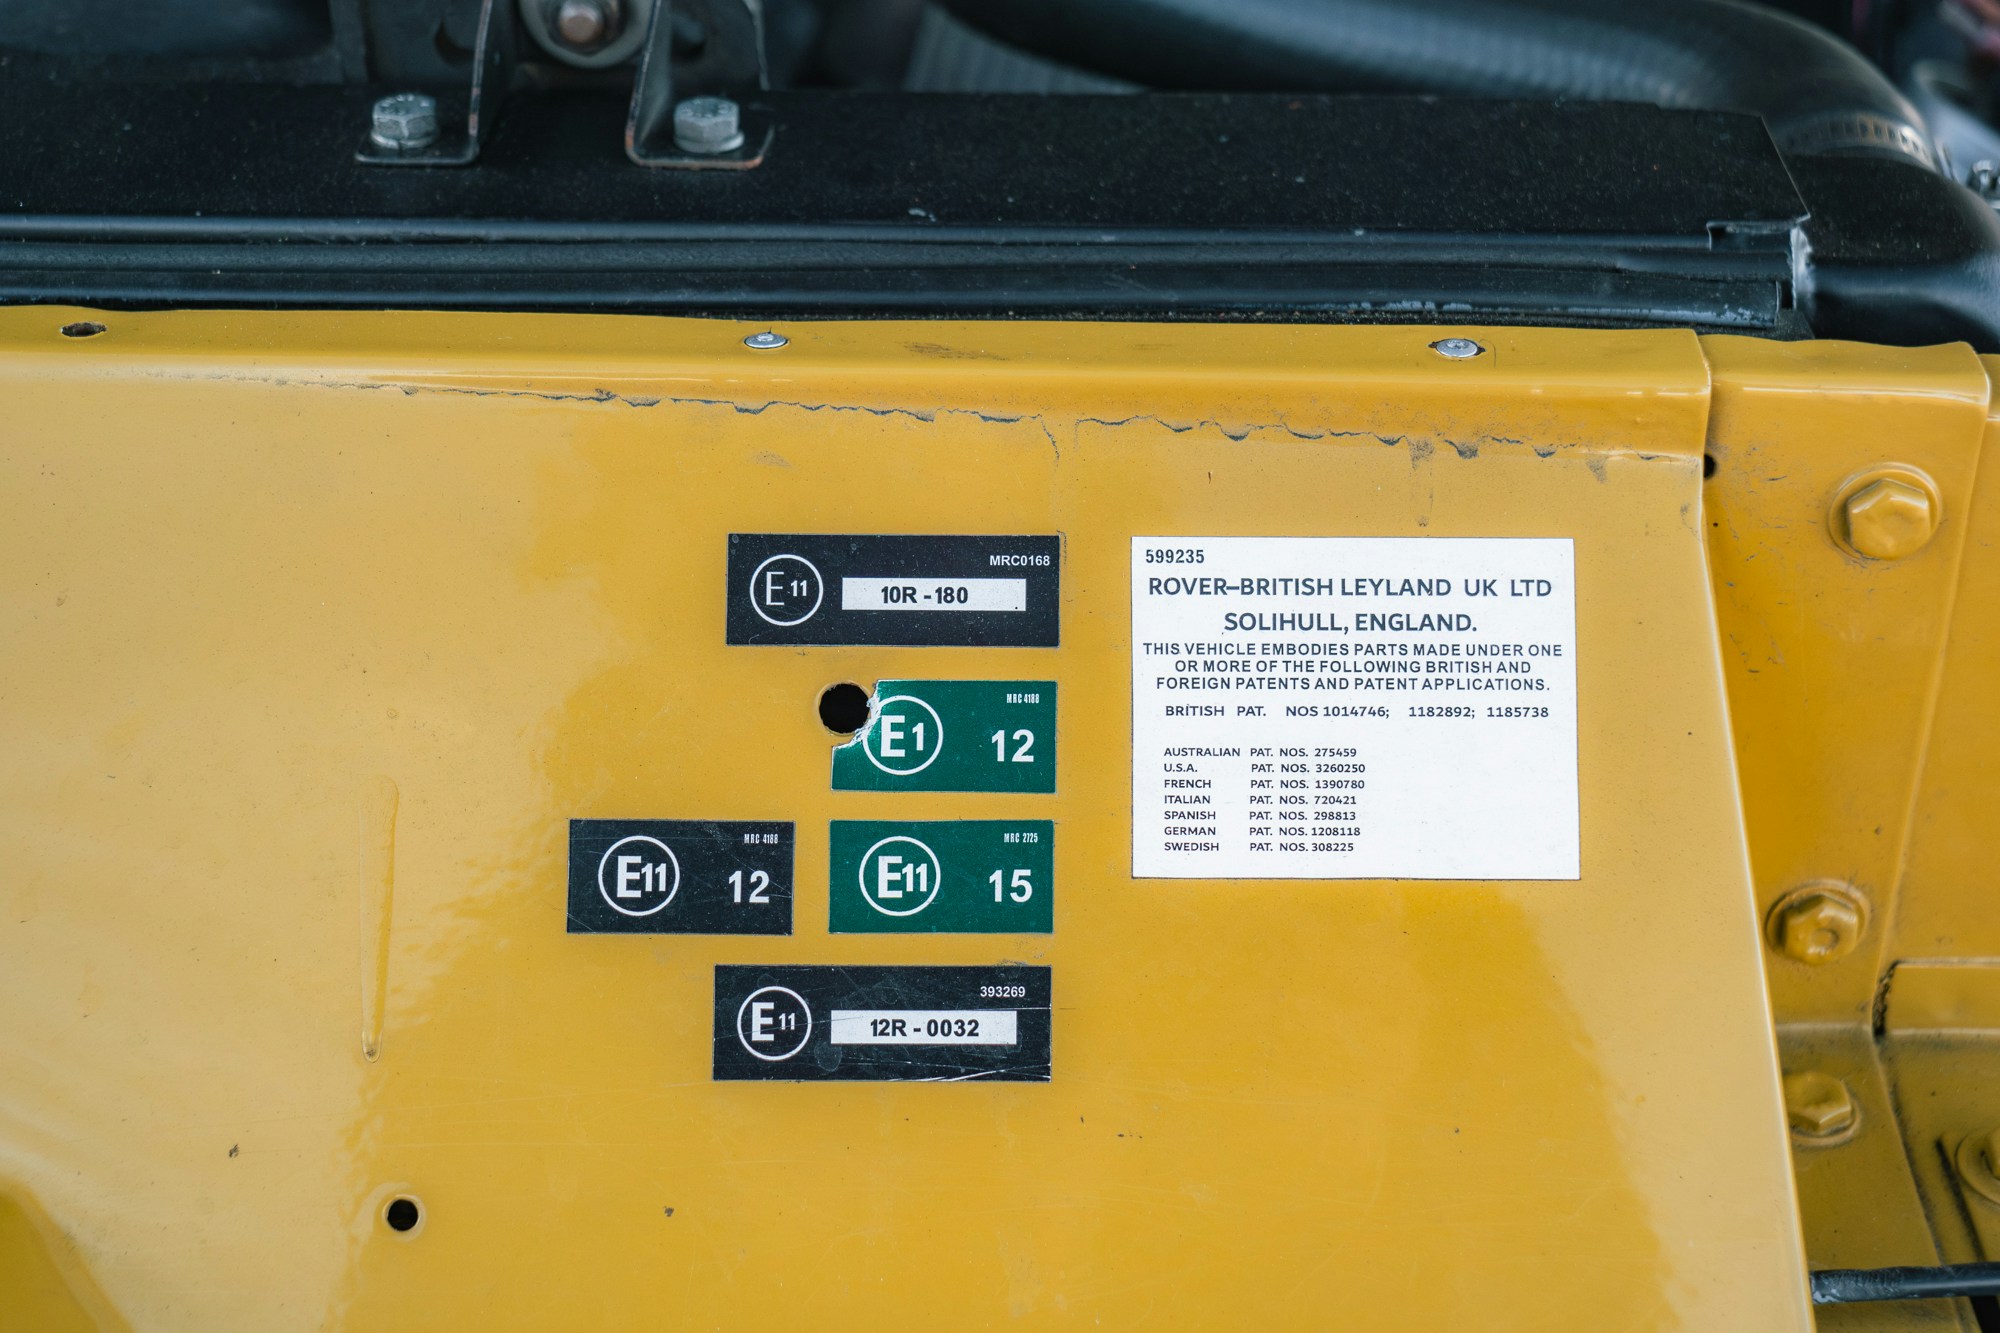 MRC0168
E 11
10R - 180
MRC 4188
E 1
12
MRC 4188
E11
12
MRC 2725
E11
15
393269
E 11
12R - 0032
599235
ROVER–BRITISH LEYLAND UK LTD
SOLIHULL, ENGLAND.
THIS VEHICLE EMBODIES PARTS MADE UNDER ONE
OR MORE OF THE FOLLOWING BRITISH AND
FOREIGN PATENTS AND PATENT APPLICATIONS.
BRITISH PAT. NOS 1014746; 1182892; 1185738
AUSTRALIAN PAT. NOS. 275459
U.S.A. PAT. NOS. 3260250
FRENCH PAT. NOS. 1390780
ITALIAN PAT. NOS. 720421
SPANISH PAT. NOS. 298813
GERMAN PAT. NOS. 1208118
SWEDISH PAT. NOS. 308225